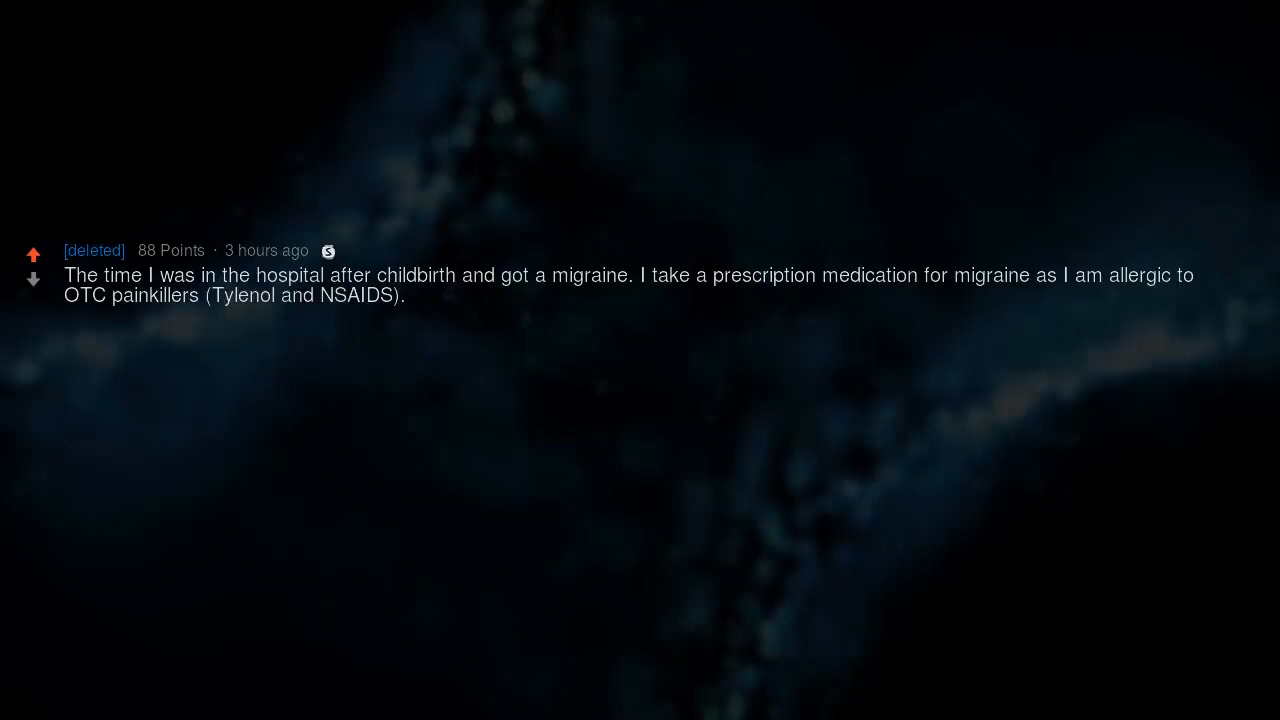 [deleted] 88 Points · 3 hours ago
The time I was in the hospital after childbirth and got a migraine. I take a prescription medication for migraine as I am allergic to
OTC painkillers (Tylenol and NSAIDS).